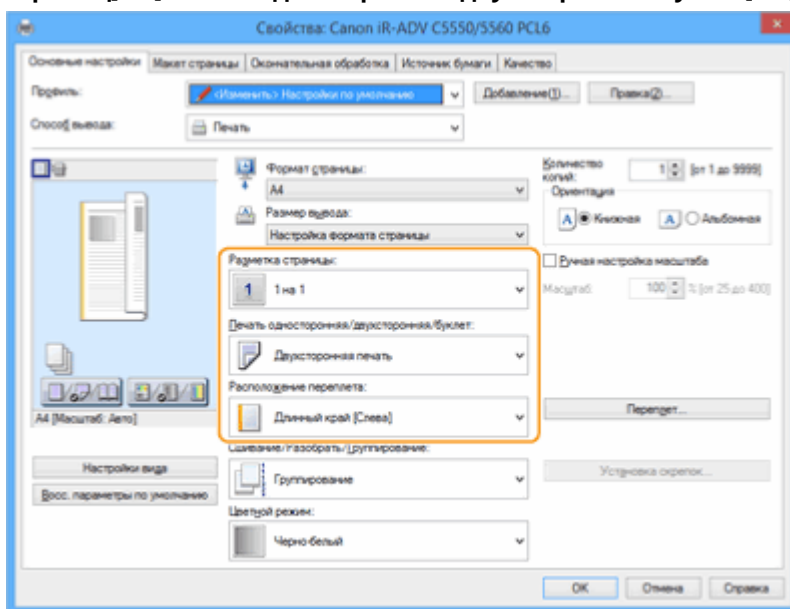 Свойства: Canon iR-ADV C5550/5560 PCL6
Основные настройки Макет страницы Окончательная обработка Источник бумаги Качество
Профиль: <Изменить> Настройки по умолчанию Добавление(1)... Правка(2)...
Способ вывода: Печать
Формат страницы:
A4
Размер вывода:
Настройка формата страницы
Количество копий: 1 [от 1 до 9999]
Ориентация
A Книжная A Альбомная
Разметка страницы:
1 1 на 1
Ручная настройка масштаба
Масштаб: 100 % [от 25 до 400]
Печать односторонняя/двухсторонняя/буклет:
Двухсторонняя печать
Расположение переплета:
Длинный край [Слева]
Переплет...
A4 [Масштаб: Авто]
Сшивание/Разобрать/Группирование:
Группирование
Установка скрепок...
Настройки вида
Восс. параметры по умолчанию
Цветной режим:
Черно-белый
OK Отмена Справка